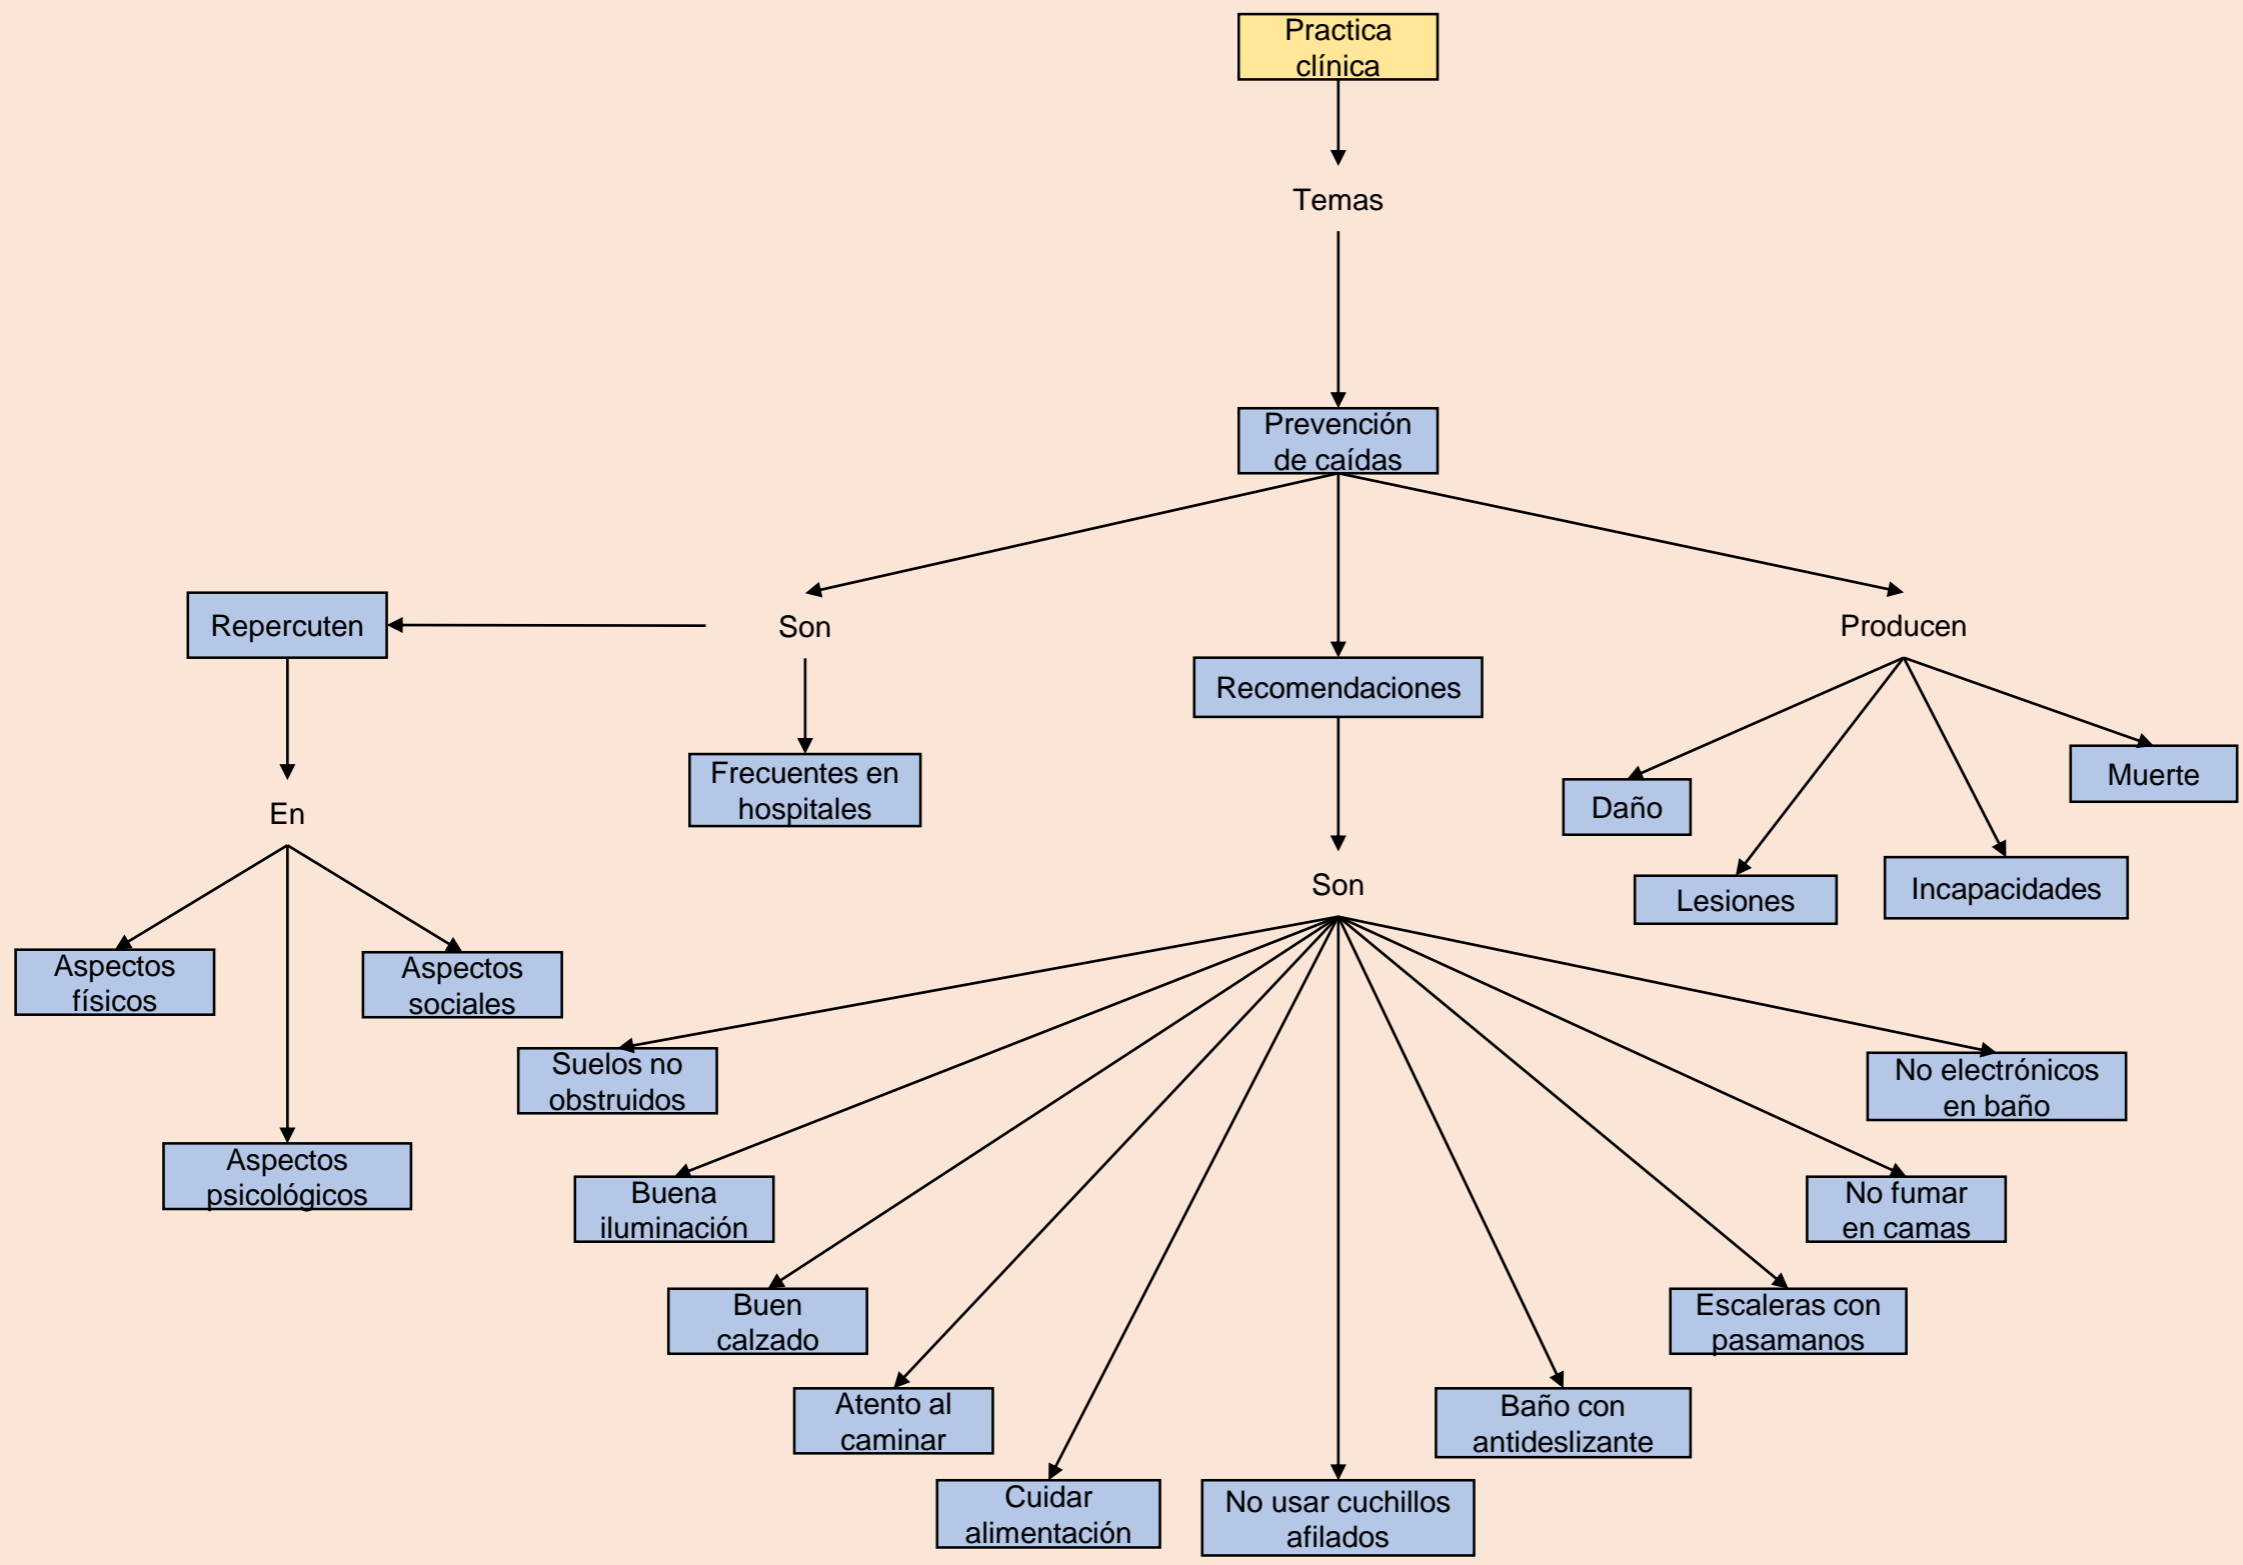 Practica
clínica
Temas
Prevención
de caídas
Repercuten
Son
Producen
Recomendaciones
Frecuentes en
hospitales
Muerte
Daño
En
Lesiones
Incapacidades
Son
Aspectos
físicos
Aspectos
sociales
Aspectos
psicológicos
Suelos no
obstruidos
Buena
iluminación
Buen
calzado
Atento al
caminar
Cuidar
alimentación
No usar cuchillos
afilados
Baño con
antideslizante
Escaleras con
pasamanos
No fumar
en camas
No electrónicos
en baño